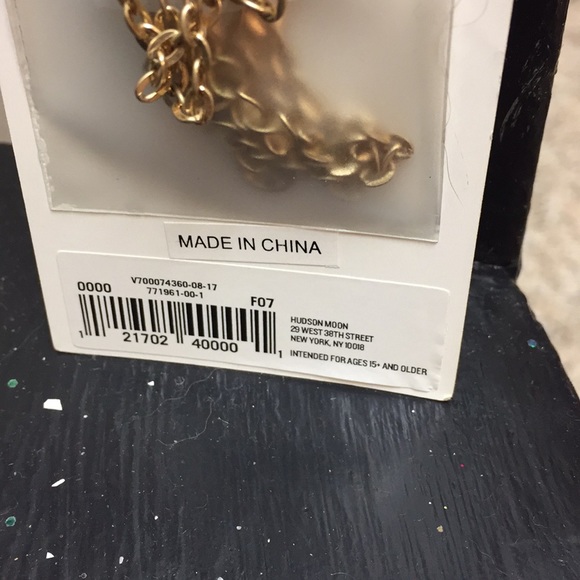 MADE IN CHINA
V700074360-08-17
0000 771961-00-1 F07
21702 40000 1
HUDSON MOON
29 WEST 38TH STREET
NEW YORK, NY 10018
INTENDED FOR AGES 15+ AND OLDER